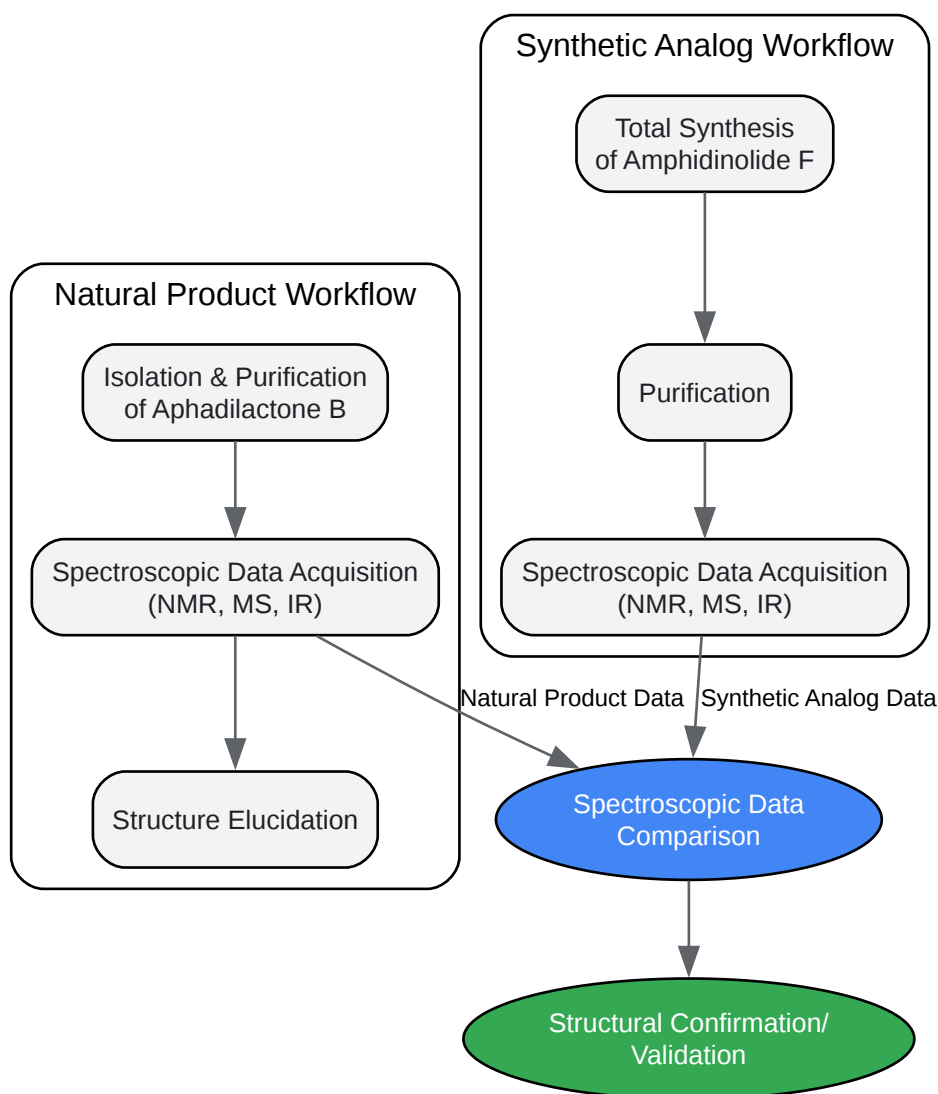 Synthetic Analog Workflow
Total Synthesis
of Amphidinolide F
Purification
Spectroscopic Data Acquisition
(NMR, MS, IR)
Natural Product Workflow
Isolation & Purification
of Aphadilactone B
Spectroscopic Data Acquisition
(NMR, MS, IR)
Structure Elucidation
Natural Product Data
Synthetic Analog Data
Spectroscopic Data
Comparison
Structural Confirmation/
Validation